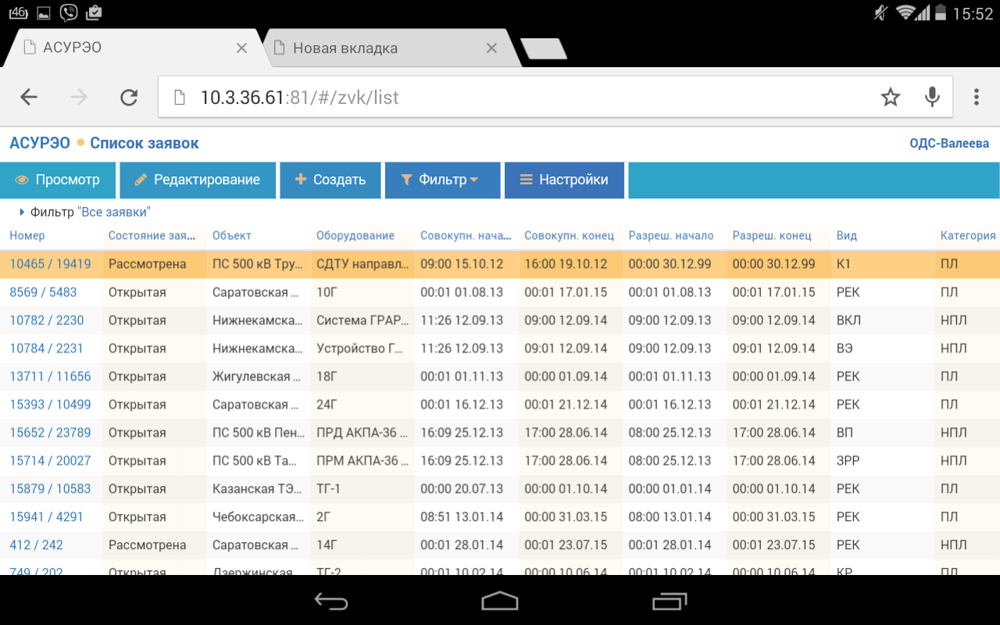 46 15:52
АСУРЭО Новая вкладка
10.3.36.61:81/#/zvk/list
АСУРЭО • Список заявок ОДС-Валеева
Просмотр Редактирование Создать Фильтр Настройки
Фильтр "Все заявки"
Номер Состояние зая... Объект Оборудование Совокупн. нача... Совокупн. конец Разреш. начало Разреш. конец Вид Категория
10465 / 19419 Рассмотрена ПС 500 кВ Тру... СДТУ направл... 09:00 15.10.12 16:00 19.10.12 00:00 30.12.99 00:00 30.12.99 К1 ПЛ
8569 / 5483 Открытая Саратовская ... 10Г 00:01 01.08.13 00:01 17.01.15 00:01 01.08.13 00:01 17.01.15 РЕК ПЛ
10782 / 2230 Открытая Нижнекамска... Система ГРАР... 11:26 12.09.13 09:00 12.09.14 09:00 12.09.13 09:00 12.09.14 ВКЛ НПЛ
10784 / 2231 Открытая Нижнекамска... Устройство Г... 11:26 12.09.13 09:01 12.09.14 09:00 12.09.13 09:01 12.09.14 ВЭ НПЛ
13711 / 11656 Открытая Жигулевская ... 18Г 00:01 01.11.13 00:00 01.09.14 00:01 01.11.13 00:00 01.09.14 РЕК ПЛ
15393 / 10499 Открытая Саратовская ... 24Г 00:01 16.12.13 00:01 21.12.14 00:01 16.12.13 00:01 21.12.14 РЕК ПЛ
15652 / 23789 Открытая ПС 500 кВ Пен... ПРД АКПА-36 ... 16:09 25.12.13 17:00 28.06.14 08:00 25.12.13 17:00 28.06.14 ВП НПЛ
15714 / 20027 Открытая ПС 500 кВ Та... ПРМ АКПА-36 ... 16:09 25.12.13 17:00 28.06.14 08:00 25.12.13 17:00 28.06.14 ЗРР НПЛ
15879 / 10583 Открытая Казанская ТЭ... ТГ-1 00:00 20.07.13 00:00 01.10.14 00:00 01.01.14 00:00 01.10.14 РЕК ПЛ
15941 / 4291 Открытая Чебоксарская... 2Г 08:51 13.01.14 00:00 31.03.15 08:00 13.01.14 00:00 31.03.15 РЕК ПЛ
412 / 242 Рассмотрена Саратовская ... 14Г 00:01 28.01.14 00:01 23.07.15 00:01 28.01.14 00:01 23.07.15 РЕК НПЛ
749 / 202 Открытая Дзержинская ТГ-2 00:01 10.02.14 00:00 10.06.14 00:01 10.02.14 00:00 10.06.14 КР ПЛ